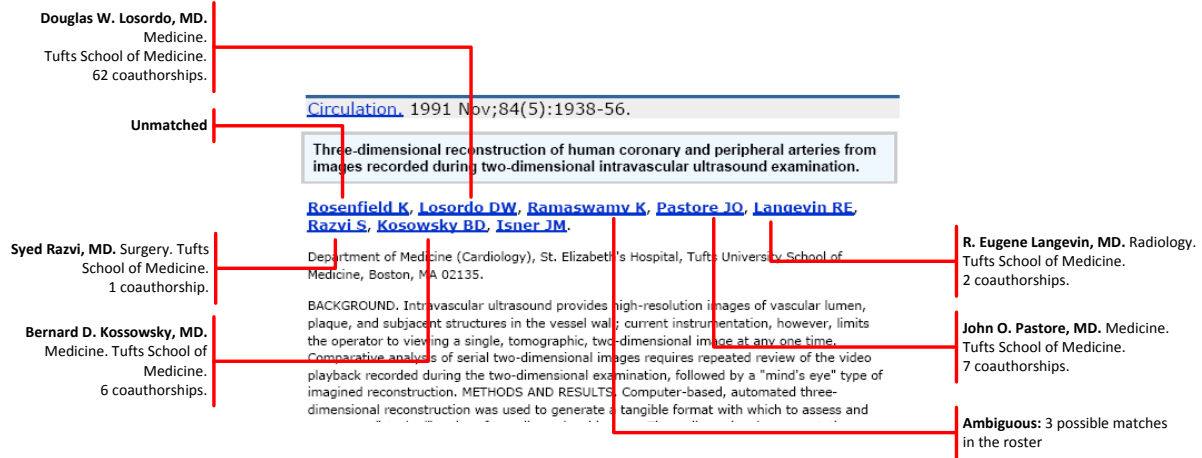 Douglas W. Losordo, MD.
Medicine.
Tufts School of Medicine.
62 coauthorships.
Unmatched
Syed Razvi, MD. Surgery. Tufts
School of Medicine.
1 coauthorship.
Bernard D. Kossowsky, MD.
Medicine. Tufts School of
Medicine.
6 coauthorships.
Circulation. 1991 Nov;84(5):1938-56.
Three-dimensional reconstruction of human coronary and peripheral arteries from
images recorded during two-dimensional intravascular ultrasound examination.
Rosenfield K, Losordo DW, Ramaswamy K, Pastore JO, Langevin RE,
Razvi S, Kosowsky BD, Isner JM.
Department of Medicine (Cardiology), St. Elizabeth's Hospital, Tufts University School of
Medicine, Boston, MA 02135.
BACKGROUND. Intravascular ultrasound provides high-resolution images of vascular lumen,
plaque, and subjacent structures in the vessel wall; current instrumentation, however, limits
the operator to viewing a single, tomographic, two-dimensional image at any one time.
Comparative analysis of serial two-dimensional images requires repeated review of the video
playback recorded during the two-dimensional examination, followed by a "mind's eye" type of
imagined reconstruction. METHODS AND RESULTS. Computer-based, automated three-
dimensional reconstruction was used to generate a tangible format with which to assess and
R. Eugene Langevin, MD. Radiology.
Tufts School of Medicine.
2 coauthorships.
John O. Pastore, MD. Medicine.
Tufts School of Medicine.
7 coauthorships.
Ambiguous: 3 possible matches
in the roster